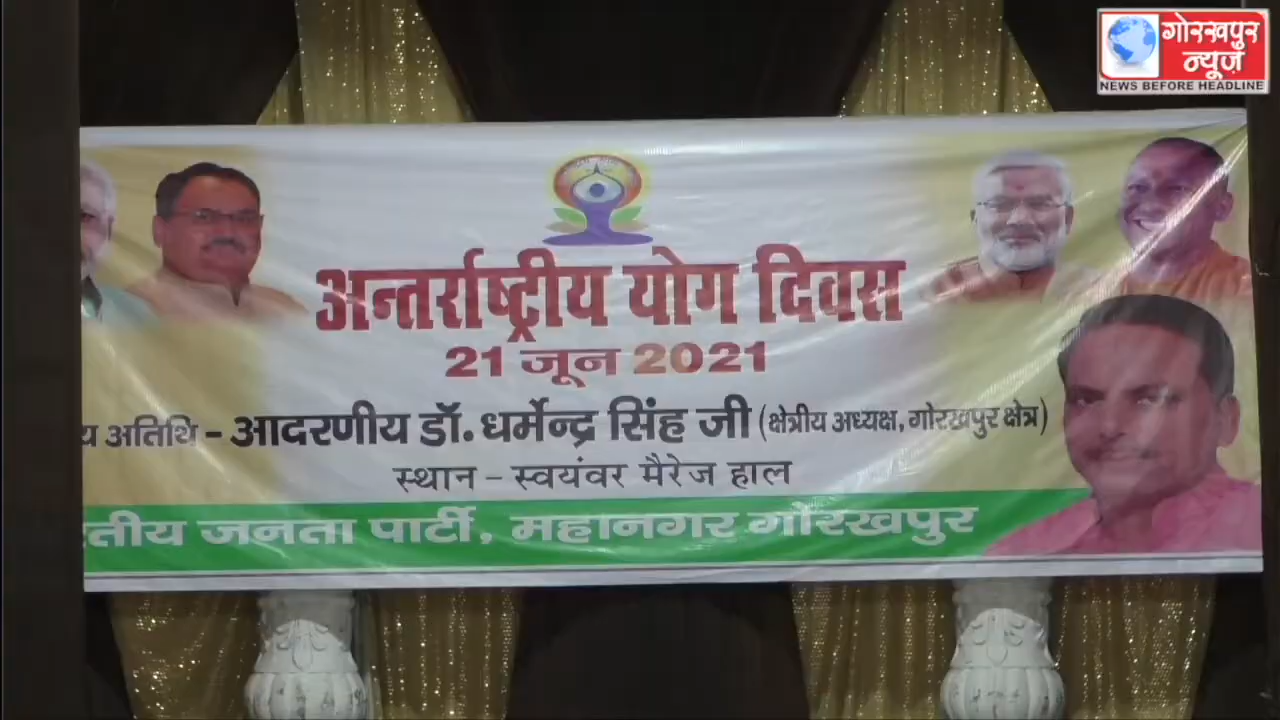 गोरखपुर
न्यूज़
NEWS BEFORE HEADLINE
अन्तर्राष्ट्रीय योग दिवस
21 जून 2021
य अतिथि - आदरणीय डॉ. धर्मेन्द्र सिंह जी (क्षेत्रीय अध्यक्ष, गोरखपुर क्षेत्र)
स्थान - स्वयंवर मैरेज हाल
तीय जनता पार्टी, महानगर गोरखपुर